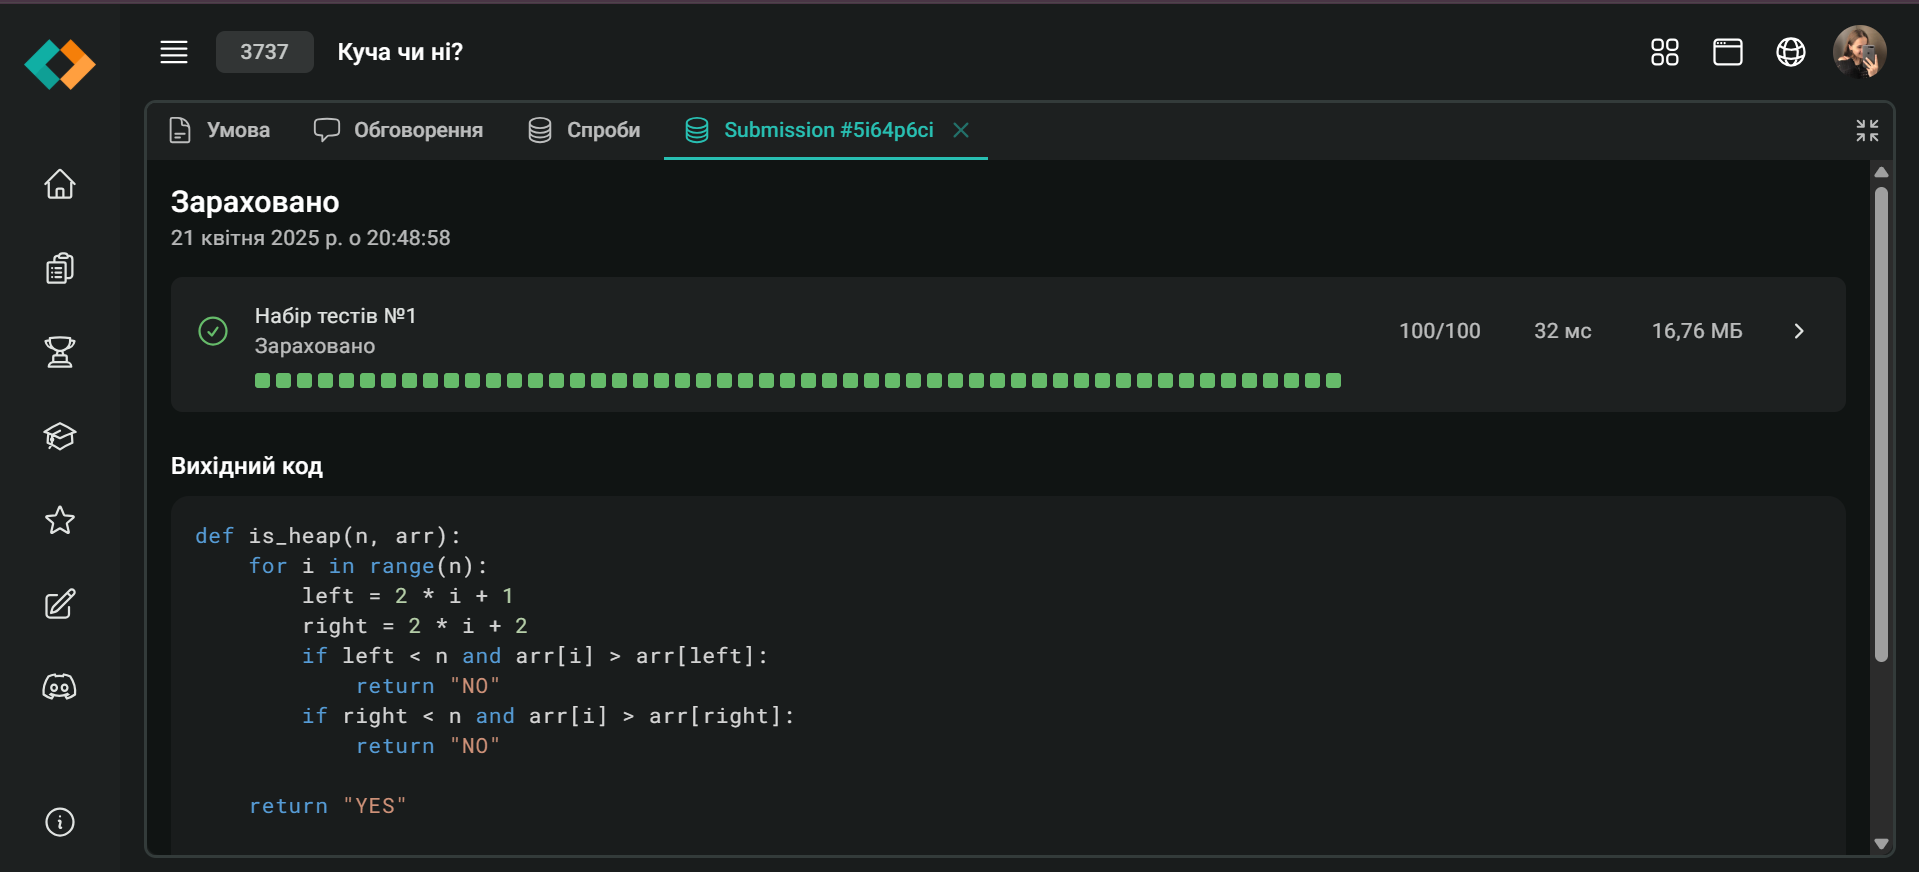 3737 Куча чи ні?
Умова Обговорення Спроби Submission #5i64p6ci
Зараховано
21 квітня 2025 р. о 20:48:58
Набір тестів №1
Зараховано
100/100 32 мс 16,76 МБ
Вихідний код
def is_heap(n, arr):
    for i in range(n):
        left = 2 * i + 1
        right = 2 * i + 2
        if left < n and arr[i] > arr[left]:
            return "NO"
        if right < n and arr[i] > arr[right]:
            return "NO"
    return "YES"